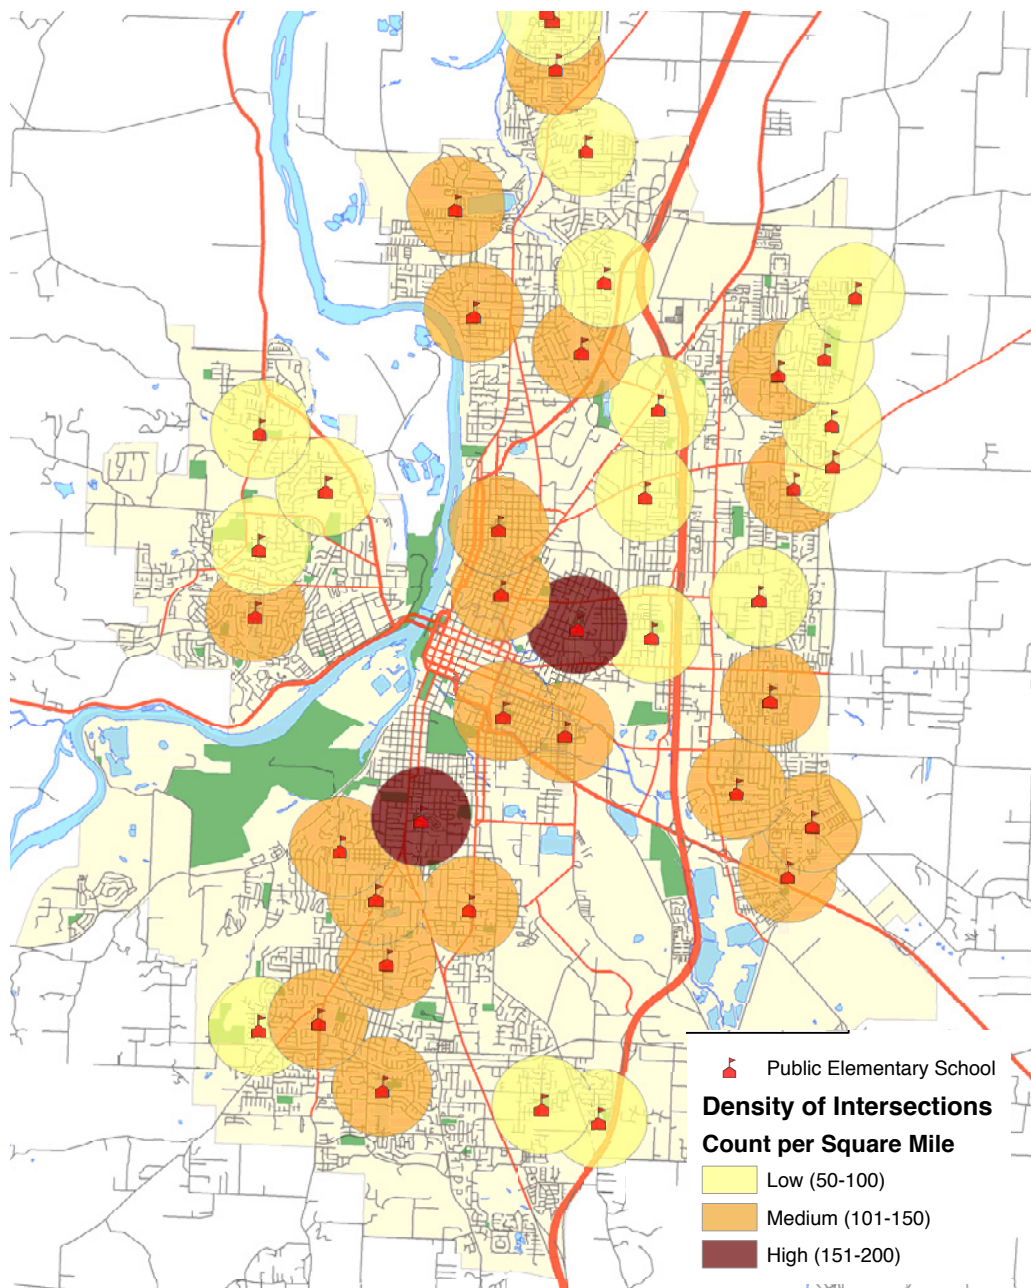 Public Elementary School
Density of Intersections
Count per Square Mile
Low (50-100)
Medium (101-150)
High (151-200)